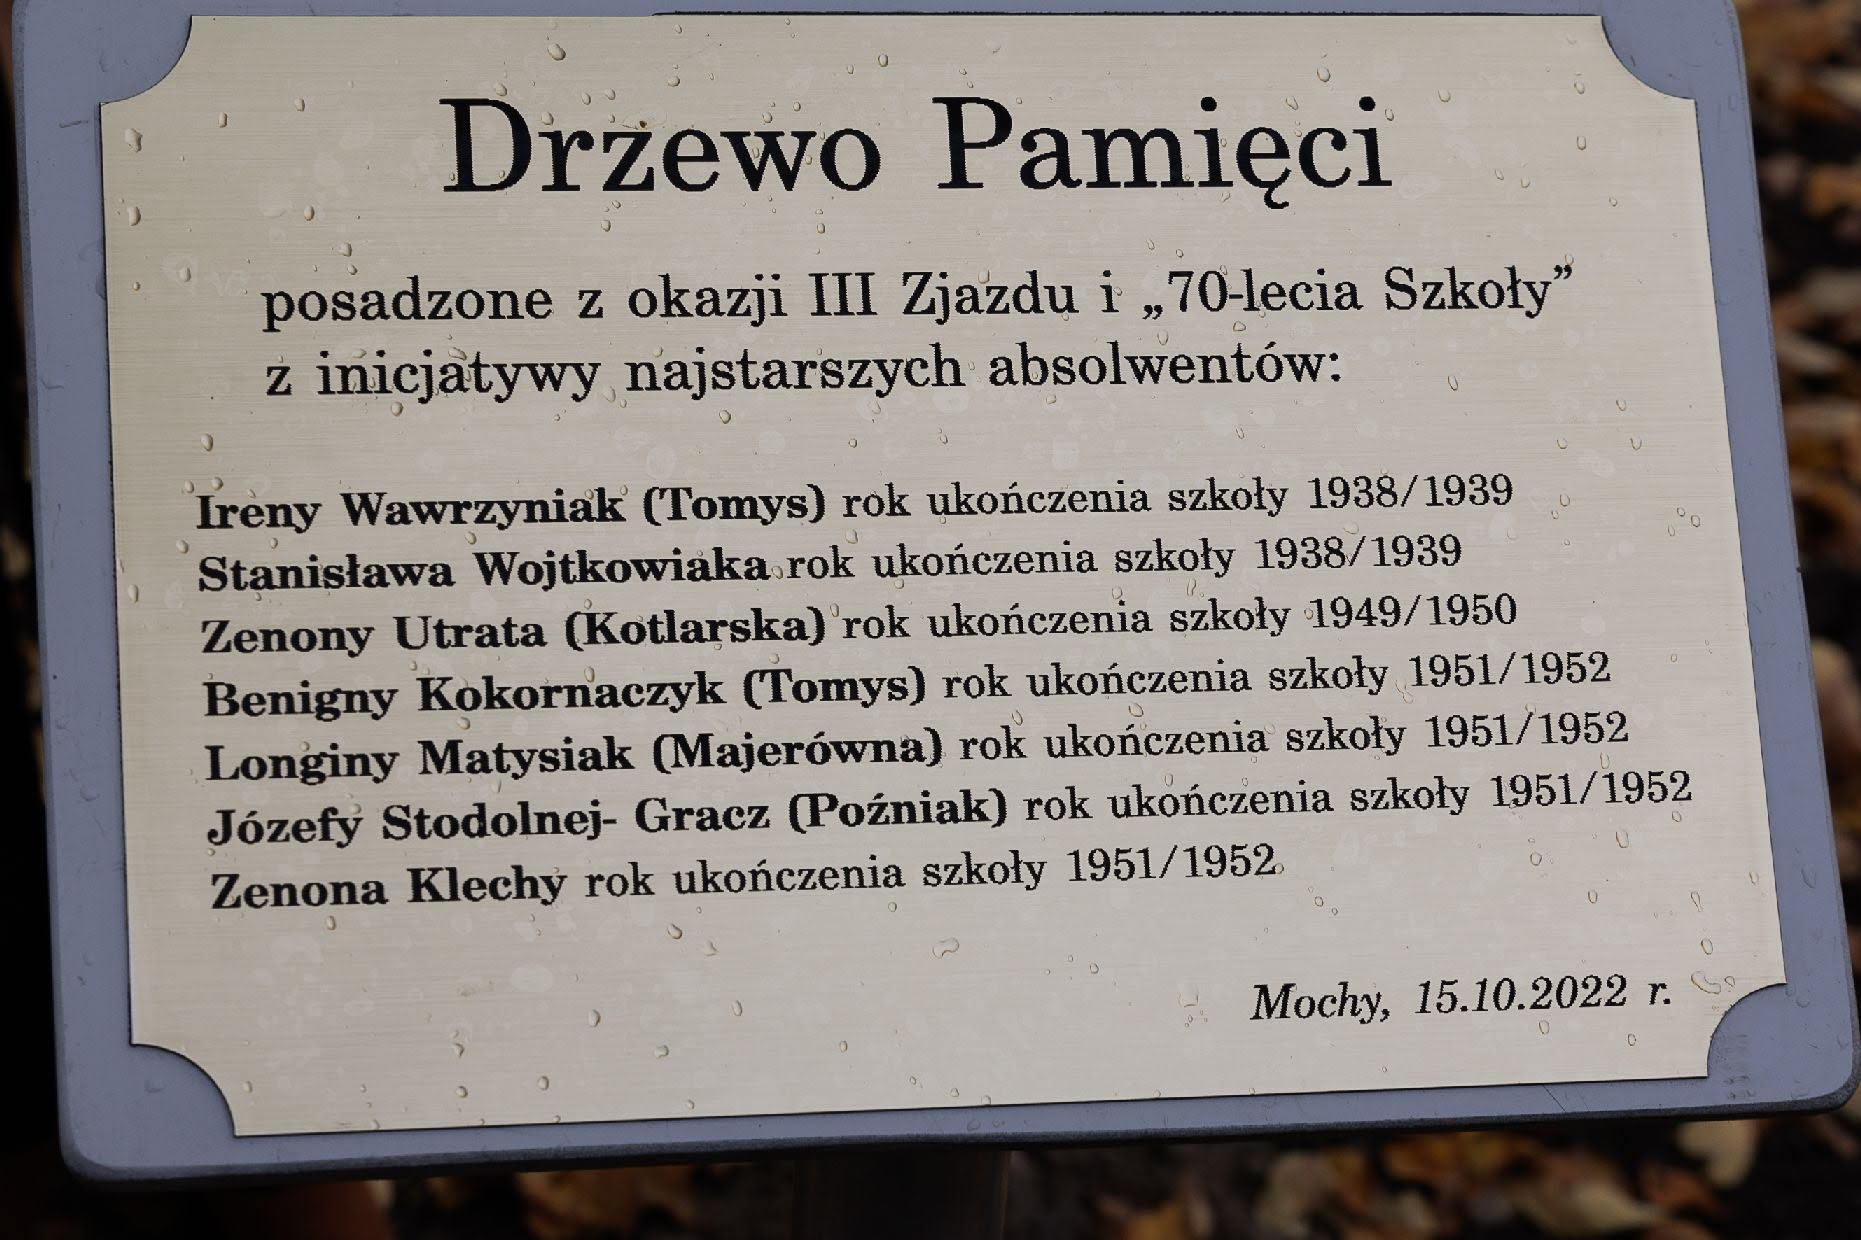 Drzewo Pamięci
posadzone z okazji III Zjazdu i „70-lecia Szkoły”
z inicjatywy najstarszych absolwentów:
Ireny Wawrzyniak (Tomys) rok ukończenia szkoły 1938/1939
Stanisława Wojtkowiaka rok ukończenia szkoły 1938/1939
Zenony Utrata (Kotlarska) rok ukończenia szkoły 1949/1950
Benigny Kokornaczyk (Tomys) rok ukończenia szkoły 1951/1952
Longiny Matysiak (Majerówna) rok ukończenia szkoły 1951/1952
Józefy Stodolnej- Gracz (Poźniak) rok ukończenia szkoły 1951/1952
Zenona Klechy rok ukończenia szkoły 1951/1952
Mochy, 15.10.2022 r.